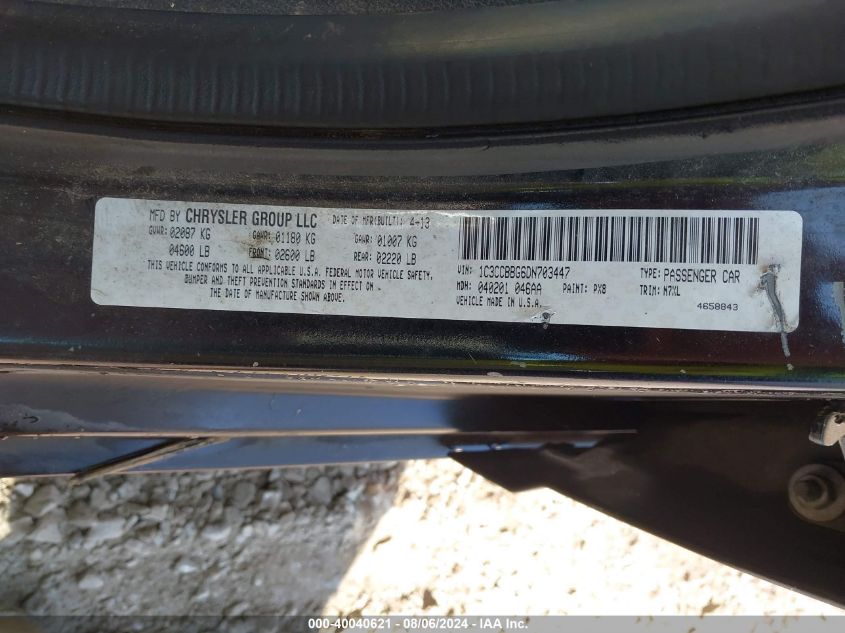 MFD BY CHRYSLER GROUP LLC DATE OF MFR(BUILT): 4-13
GVWR: 02087 KG GAWR: 01180 KG GAWR: 01007 KG
04600 LB FRONT: 02600 LB REAR: 02220 LB
THIS VEHICLE CONFORMS TO ALL APPLICABLE U.S.A. FEDERAL MOTOR VEHICLE SAFETY,
BUMPER AND THEFT PREVENTION STANDARDS IN EFFECT ON
THE DATE OF MANUFACTURE SHOWN ABOVE.
VIN: 1C3CCBBG6DN703447 TYPE: PASSENGER CAR
MDH: 040201 046AA PAINT: PX8 TRIM: N7XL
VEHICLE MADE IN U.S.A. 4658843
000-40040621 - 08/06/2024 - IAA Inc.